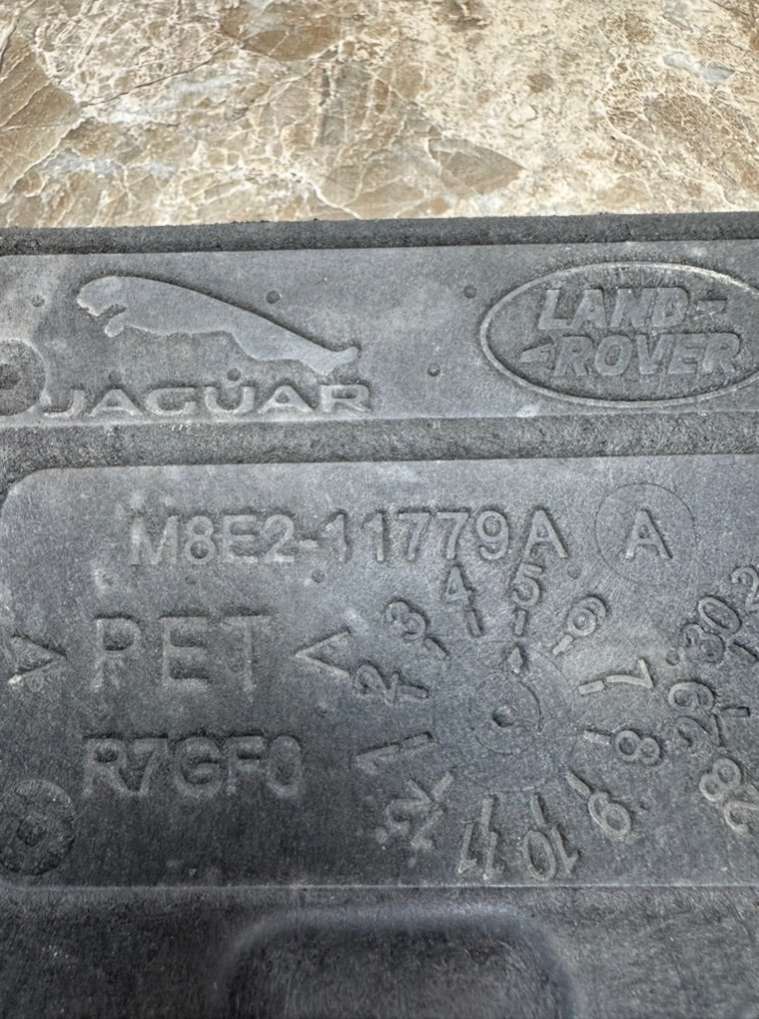 JAGUAR
LAND-
-ROVER
M8E2-11779A A
>PET<
R7GF0
1 2 3 4 5 6 7 8 9 10 11 12
28 29 30